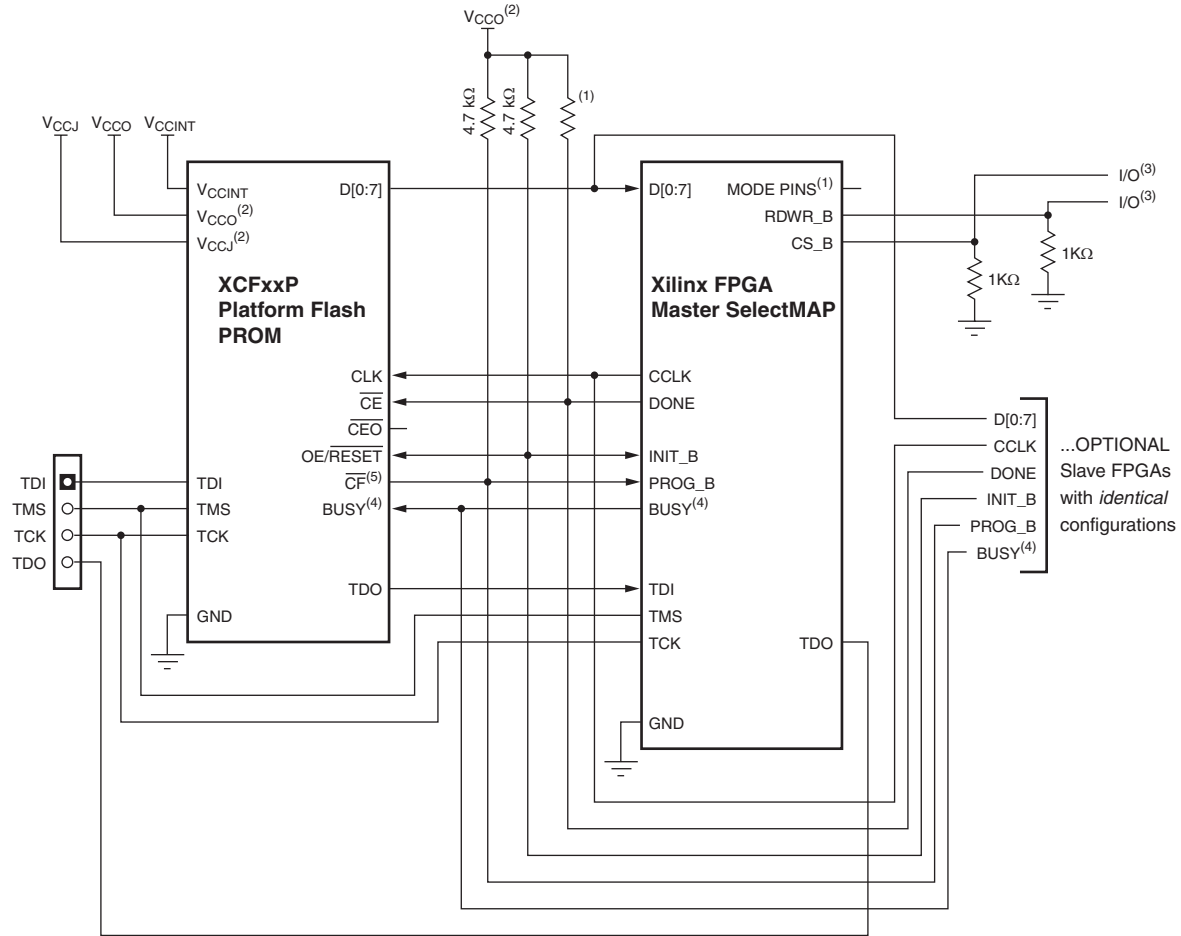 VCCO(2)
4.7 kΩ
4.7 kΩ
(1)
VCCJ VCCO VCCINT
VCCINT
VCCO(2)
VCCJ(2)
D[0:7]
XCFxxP
Platform Flash
PROM
CLK
CE
CEO
OE/RESET
CF(5)
BUSY(4)
TDI
TMS
TCK
TDO
GND
TDI
TMS
TCK
TDO
D[0:7]
MODE PINS(1)
RDWR_B
CS_B
Xilinx FPGA
Master SelectMAP
CCLK
DONE
INIT_B
PROG_B
BUSY(4)
TDI
TMS
TCK
TDO
GND
I/O(3)
I/O(3)
1KΩ
1KΩ
D[0:7]
CCLK
DONE
INIT_B
PROG_B
BUSY(4)
...OPTIONAL
Slave FPGAs
with identical
configurations